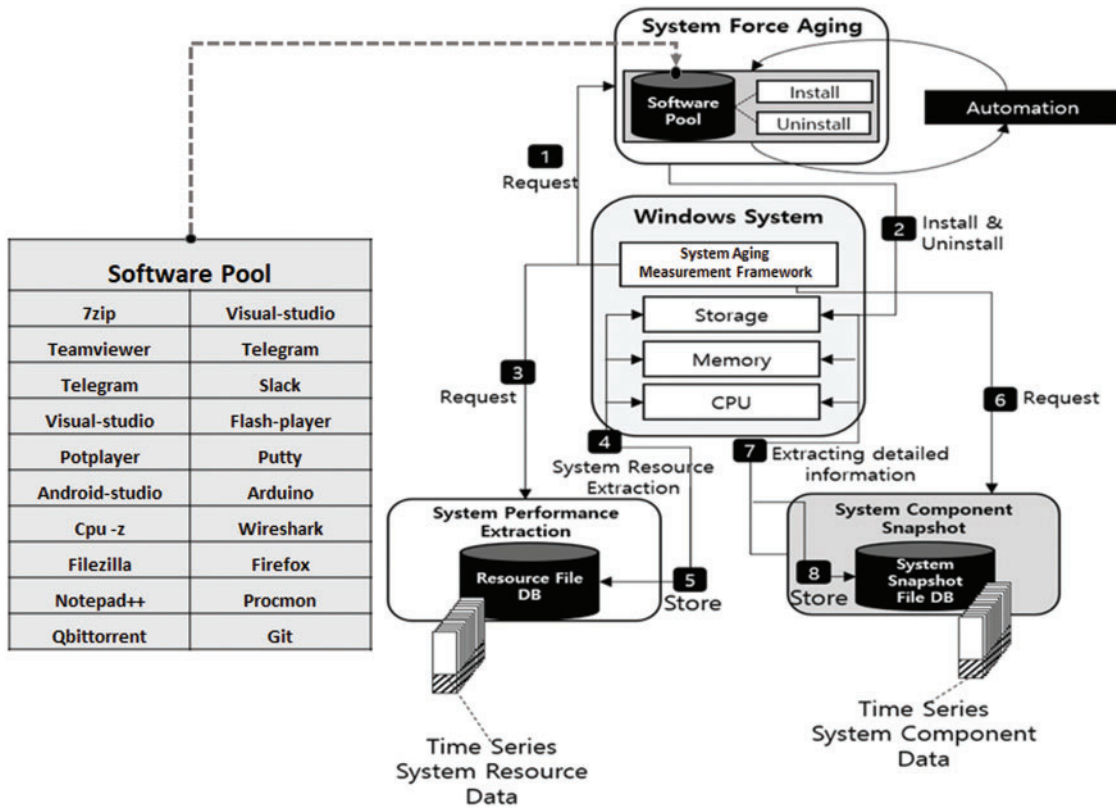 System Force Aging
Software
Pool
Install
Uninstall
Automation
1
Request
Windows System
2
Install &
Uninstall
System Aging
Measurement Framework
Storage
Memory
CPU
Software Pool
7zip Visual-studio
Teamviewer Telegram
Telegram Slack
Visual-studio Flash-player
Potplayer Putty
Android-studio Arduino
Cpu -z Wireshark
Filezilla Firefox
Notepad++ Procmon
Qbittorrent Git
3
Request
4
System Resource
Extraction
6
Request
7
Extracting detailed
information
System Performance
Extraction
Resource File
DB
5
Store
System Component
Snapshot
System
Snapshot
File DB
8
Store
Time Series
System Resource
Data
Time Series
System Component
Data